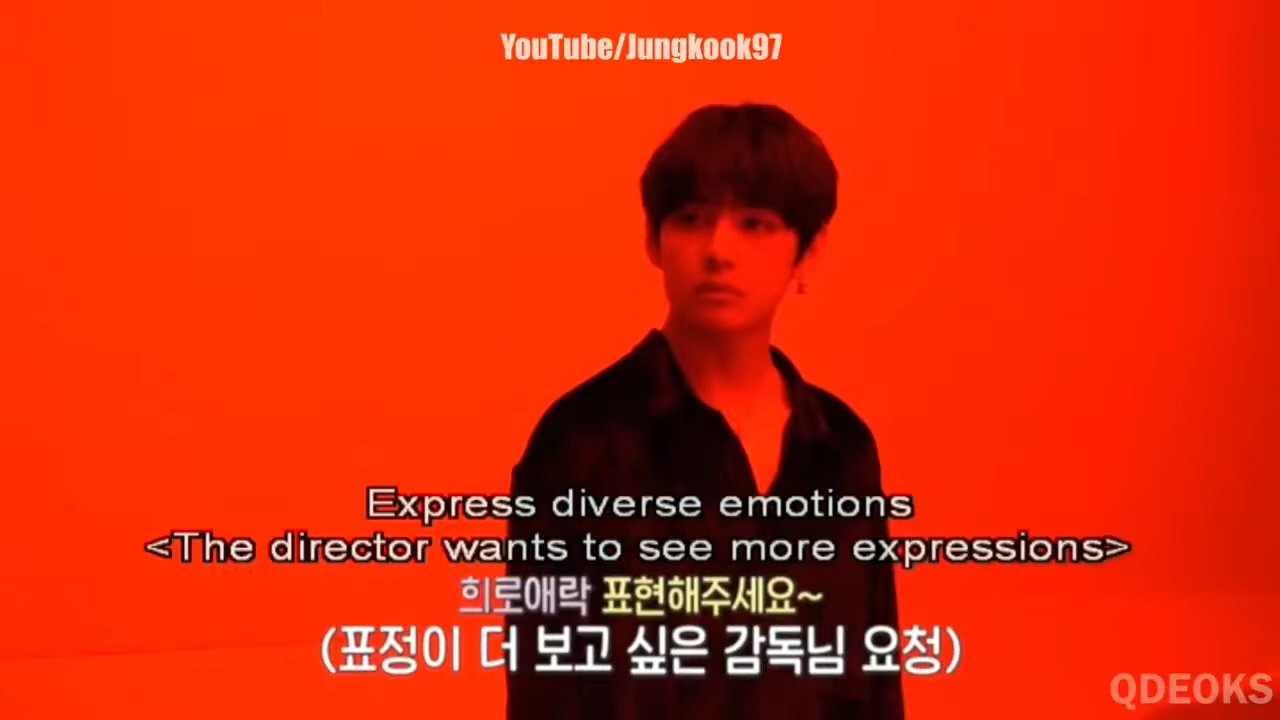 YouTube/Jungkook97
Express diverse emotions
<The director wants to see more expressions>
희로애락 표현해주세요~
(표정이 더 보고 싶은 감독님 요청)
QDEOKS